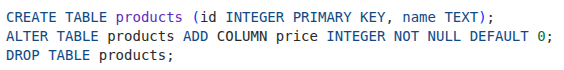 CREATE TABLE products (id INTEGER PRIMARY KEY, name TEXT);
ALTER TABLE products ADD COLUMN price INTEGER NOT NULL DEFAULT 0;
DROP TABLE products;